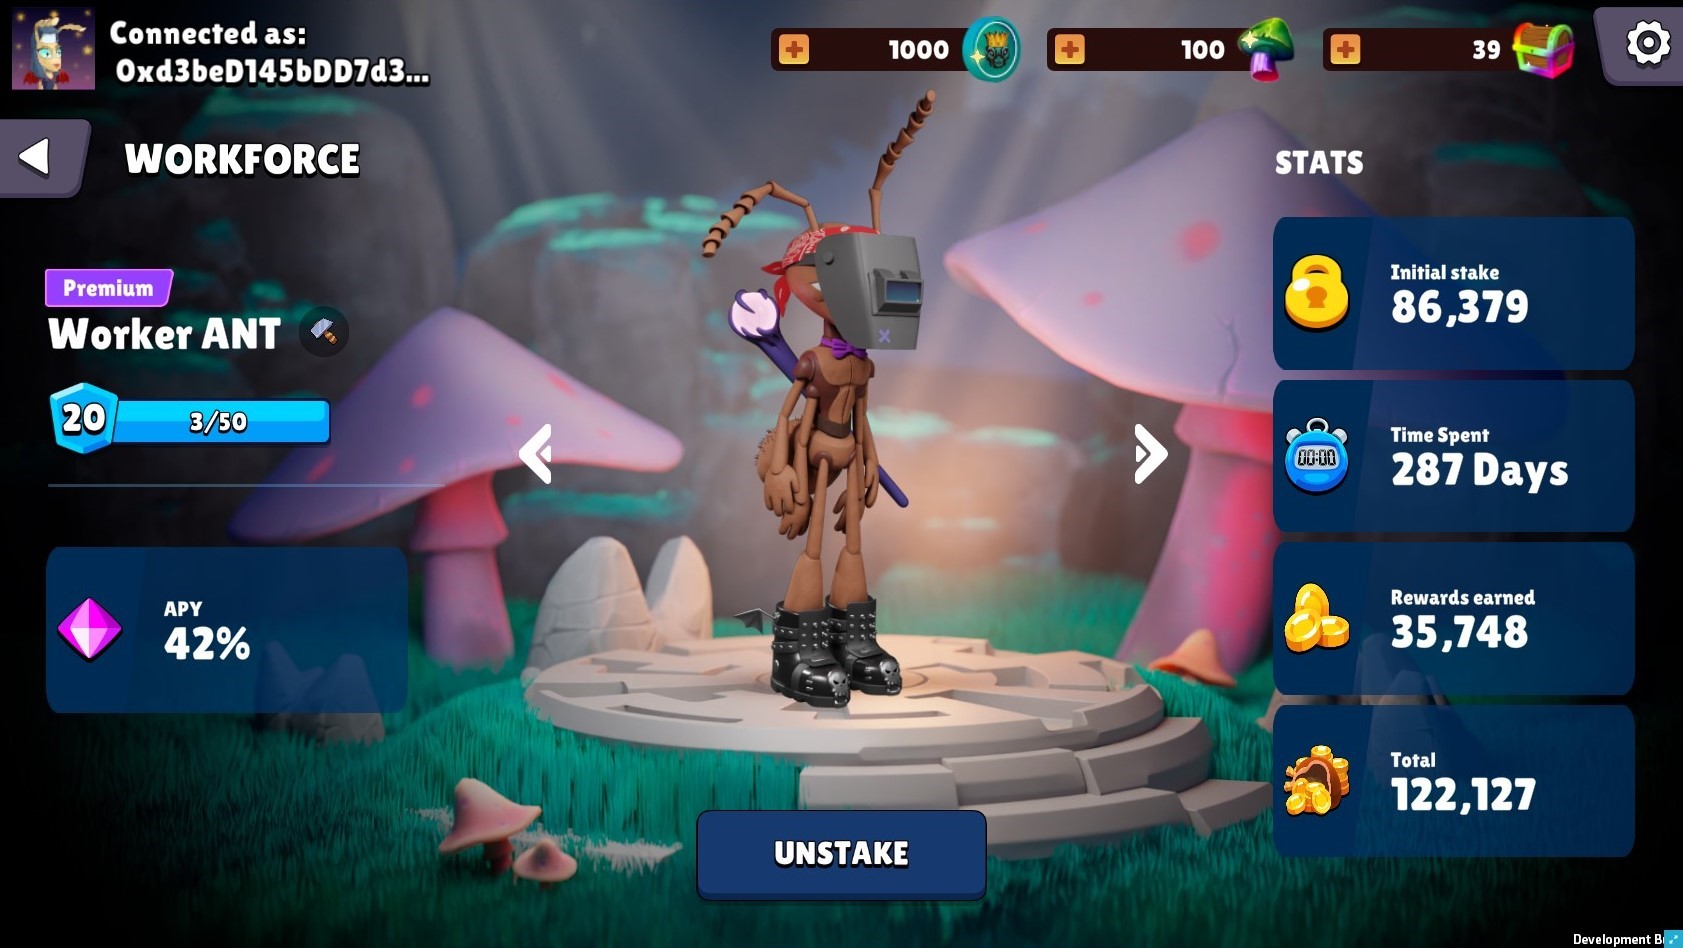 Connected as:
0xd3beD145bDD7d3...
1000
100
39
WORKFORCE
STATS
Premium
Worker ANT
20
3/50
APY
42%
Initial stake
86,379
Time Spent
00:00
287 Days
Rewards earned
35,748
Total
122,127
UNSTAKE
Development